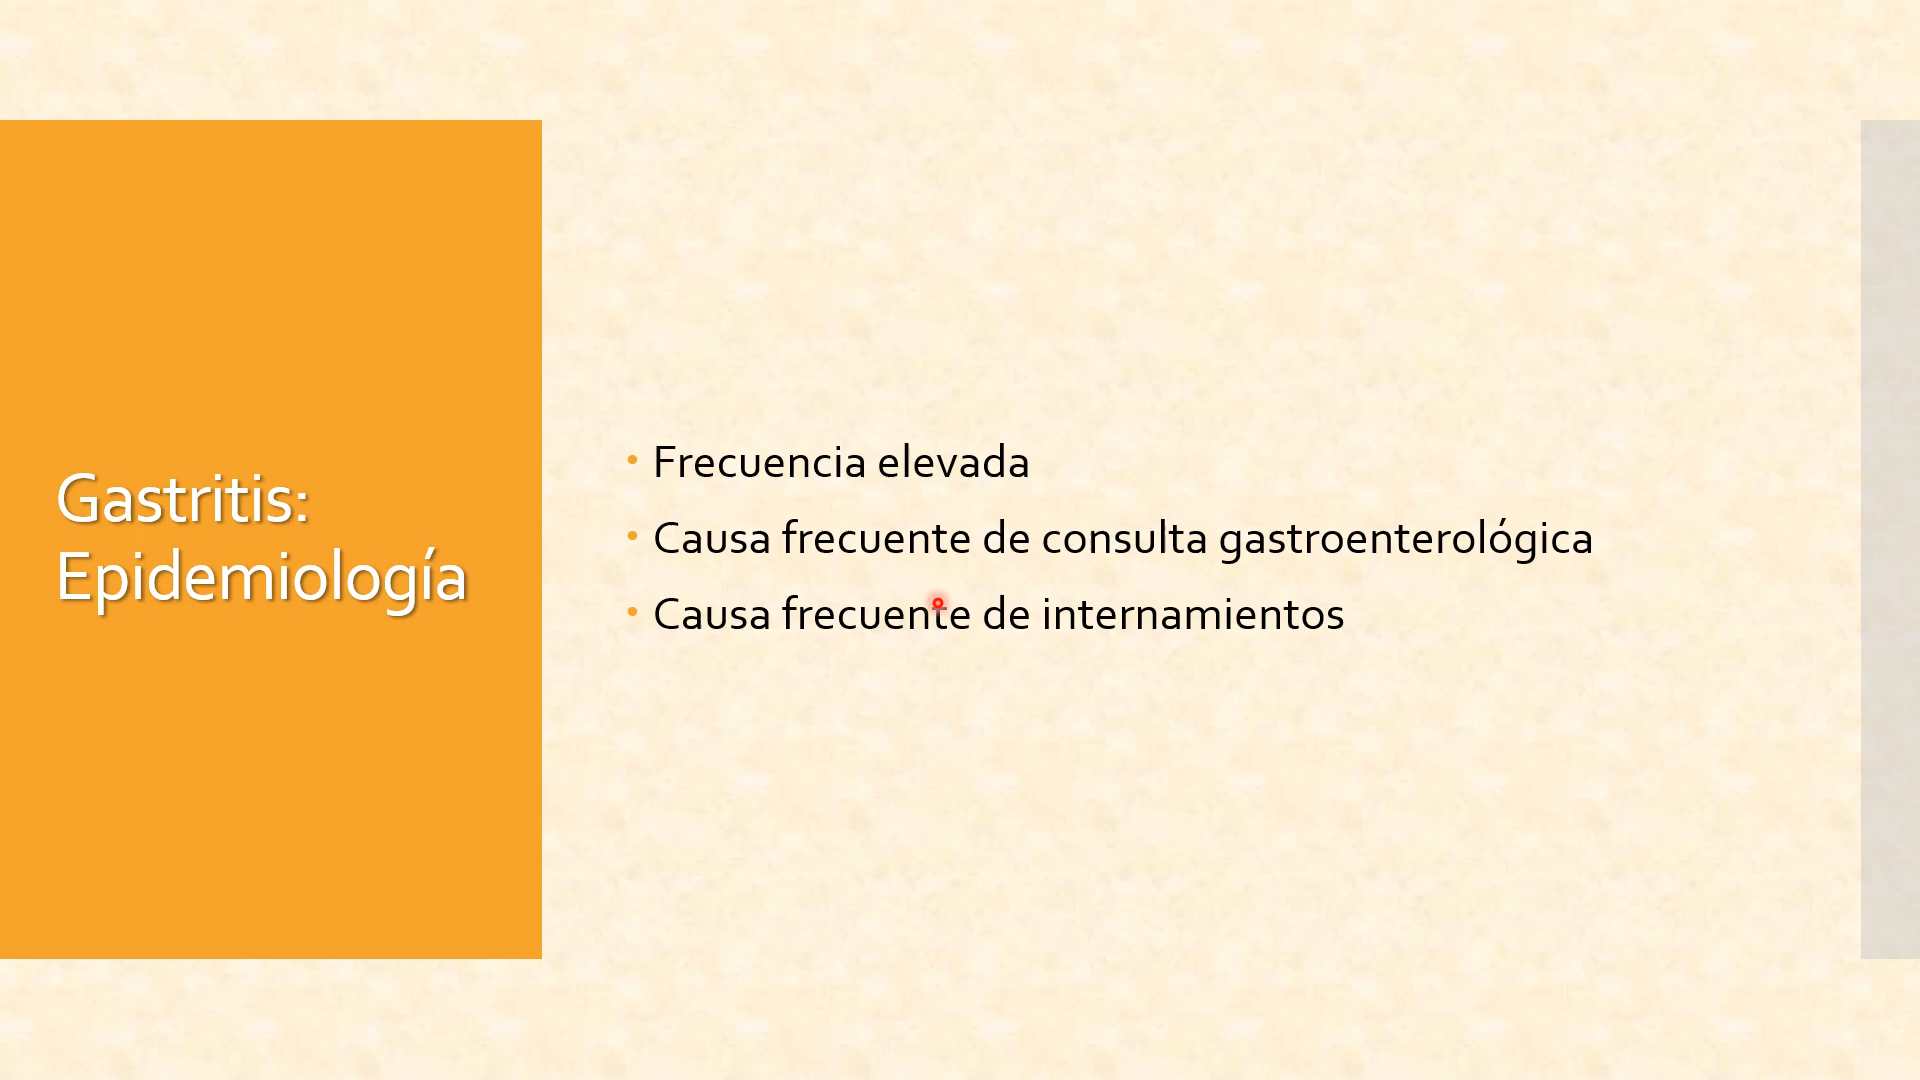 Gastritis:
Epidemiología
• Frecuencia elevada
• Causa frecuente de consulta gastroenterológica
• Causa frecuente de internamientos